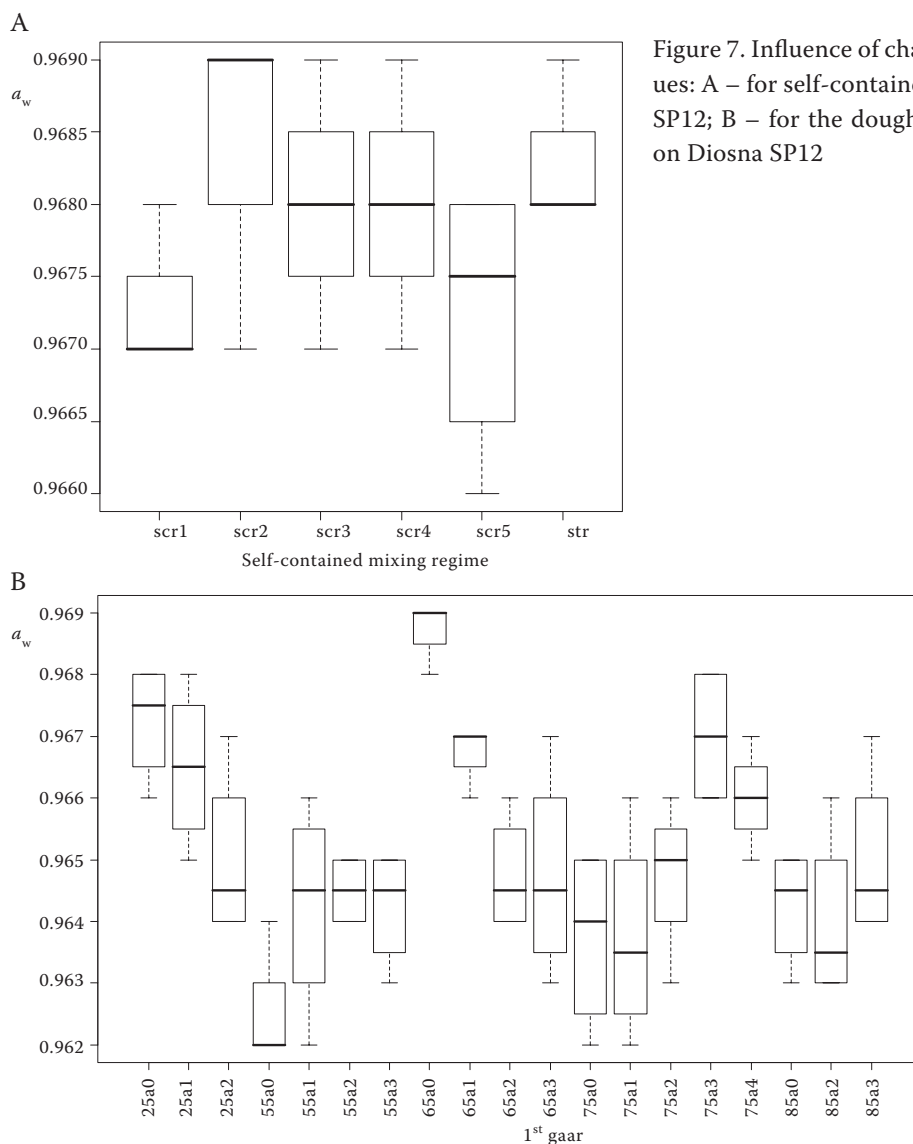 A
0.9690
a_w
0.9685
0.9680
0.9675
0.9670
0.9665
0.9660
scr1 scr2 scr3 scr4 scr5 str
Self-contained mixing regime
Figure 7. Influence of cha
ues: A – for self-containe
SP12; B – for the dough
on Diosna SP12
B
0.969
a_w
0.968
0.967
0.966
0.965
0.964
0.963
0.962
25a0 25a1 25a2 55a0 55a1 55a2 55a3 65a0 65a1 65a2 65a3 75a0 75a1 75a2 75a3 75a4 85a0 85a2 85a3
1st gaar